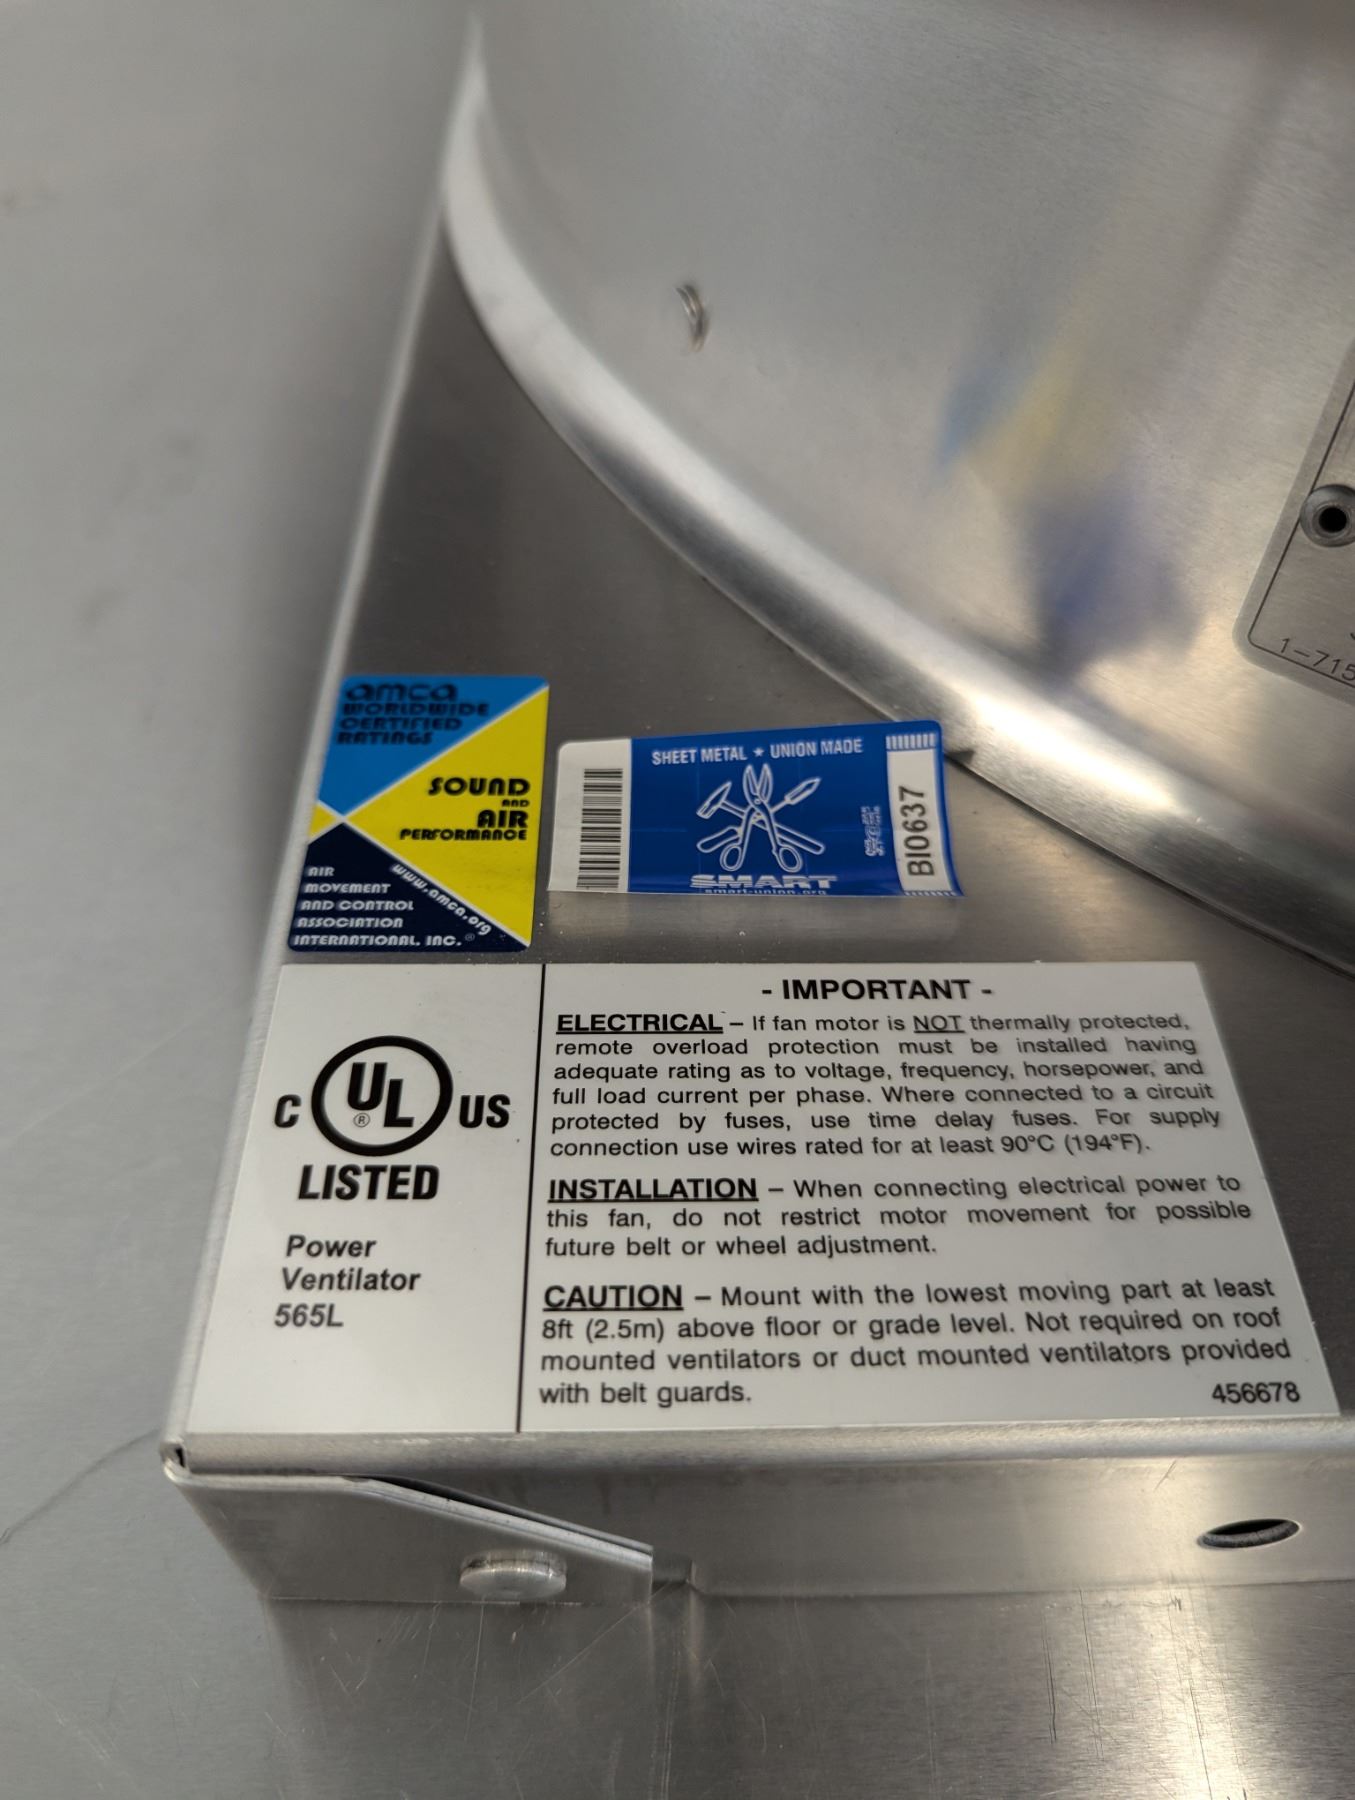 amca
WORLDWIDE
CERTIFIED
RATINGS
SOUND
AND
AIR
PERFORMANCE
AIR
MOVEMENT
AND CONTROL
ASSOCIATION
INTERNATIONAL, INC.®
www.amca.org
SHEET METAL ★ UNION MADE
SMART
smart-union.org
BI0637
1-715
C UL® US
LISTED
Power
Ventilator
565L
- IMPORTANT -
ELECTRICAL – If fan motor is NOT thermally protected,
remote overload protection must be installed having
adequate rating as to voltage, frequency, horsepower, and
full load current per phase. Where connected to a circuit
protected by fuses, use time delay fuses. For supply
connection use wires rated for at least 90°C (194°F).
INSTALLATION – When connecting electrical power to
this fan, do not restrict motor movement for possible
future belt or wheel adjustment.
CAUTION – Mount with the lowest moving part at least
8ft (2.5m) above floor or grade level. Not required on roof
mounted ventilators or duct mounted ventilators provided
with belt guards.
456678